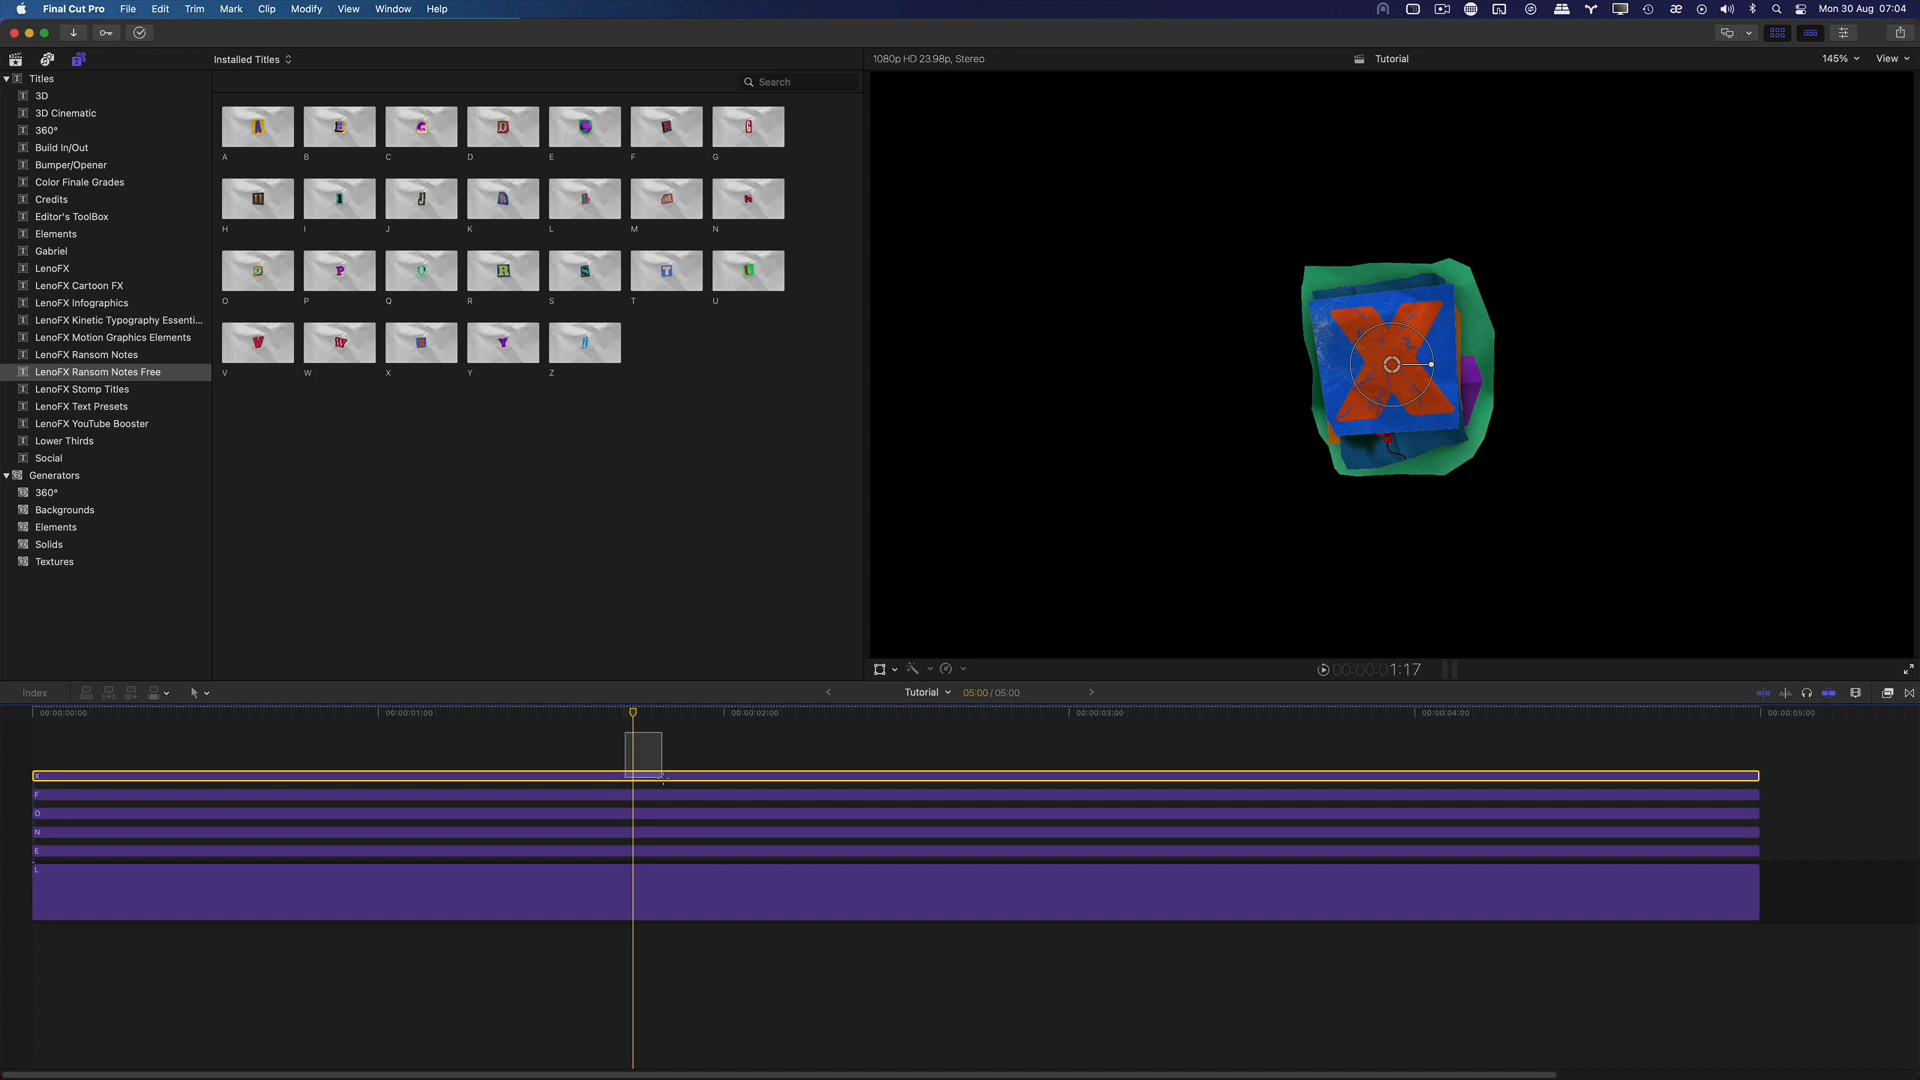 Final Cut Pro File Edit Trim Mark Clip Modify View Window Help Mon 30 Aug 07:04
Installed Titles 1080p HD 23.98p, Stereo Tutorial 145% View
Titles
Search
3D
3D Cinematic
360°
Build In/Out
Bumper/Opener
Color Finale Grades
Credits
Editor's ToolBox
Elements
Gabriel
LenoFX
LenoFX Cartoon FX
LenoFX Infographics
LenoFX Kinetic Typography Essenti...
LenoFX Motion Graphics Elements
LenoFX Ransom Notes
LenoFX Ransom Notes Free
LenoFX Stomp Titles
LenoFX Text Presets
LenoFX YouTube Booster
Lower Thirds
Social
Generators
360°
Backgrounds
Elements
Solids
Textures
A B C D E F G
A B C D E F G
H I J K L M N
H I J K L M N
O P Q R S T U
O P Q R S T U
V W X Y Z
V W X Y Z
X
00:00:01:17
Index Tutorial 05:00 / 05:00
00:00:00:00 00:00:01:00 00:00:02:00 00:00:03:00 00:00:04:00 00:00:05:00
X
F
O
N
E
L